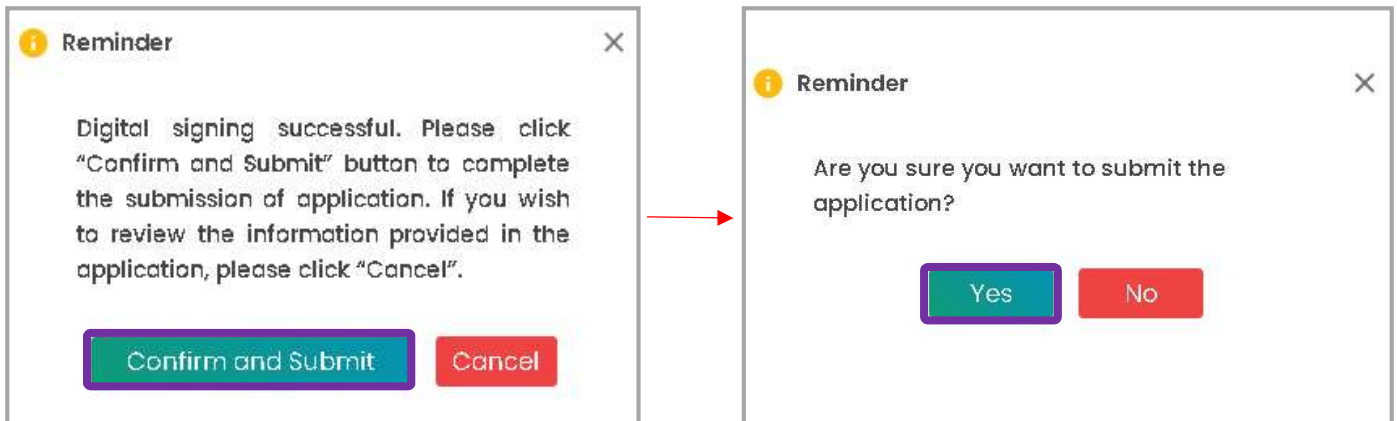 Reminder
Digital signing successful. Please click
“Confirm and Submit” button to complete
the submission of application. If you wish
to review the information provided in the
application, please click “Cancel”.
Confirm and Submit
Cancel
Reminder
Are you sure you want to submit the
application?
Yes
No